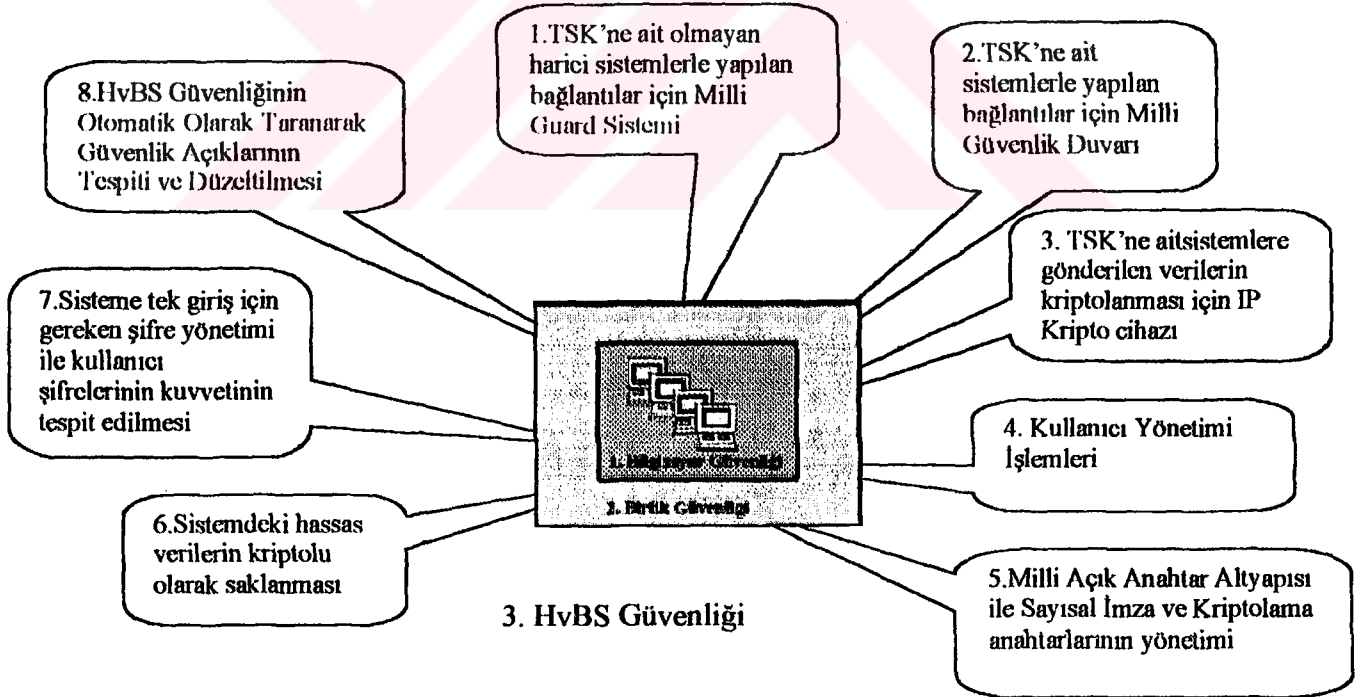 1.TSK’ne ait olmayan
harici sistemlerle yapılan
bağlantılar için Milli
Guard Sistemi
2.TSK’ne ait
sistemlerle yapılan
bağlantılar için Milli
Güvenlik Duvarı
3. TSK’ne aitsistemlere
gönderilen verilerin
kriptolanması için IP
Kripto cihazı
4. Kullanıcı Yönetimi
İşlemleri
5.Milli Açık Anahtar Altyapısı
ile Sayısal İmza ve Kriptolama
anahtarlarının yönetimi
6.Sistemdeki hassas
verilerin kriptolu
olarak saklanması
7.Sisteme tek giriş için
gereken şifre yönetimi
ile kullanıcı
şifrelerinin kuvvetinin
tespit edilmesi
8.HvBS Güvenliğinin
Otomatik Olarak Taranarak
Güvenlik Açıklarının
Tespiti ve Düzeltilmesi
1. Bilgisayar Güvenliği
2. Birlik Güvenliği
3. HvBS Güvenliği